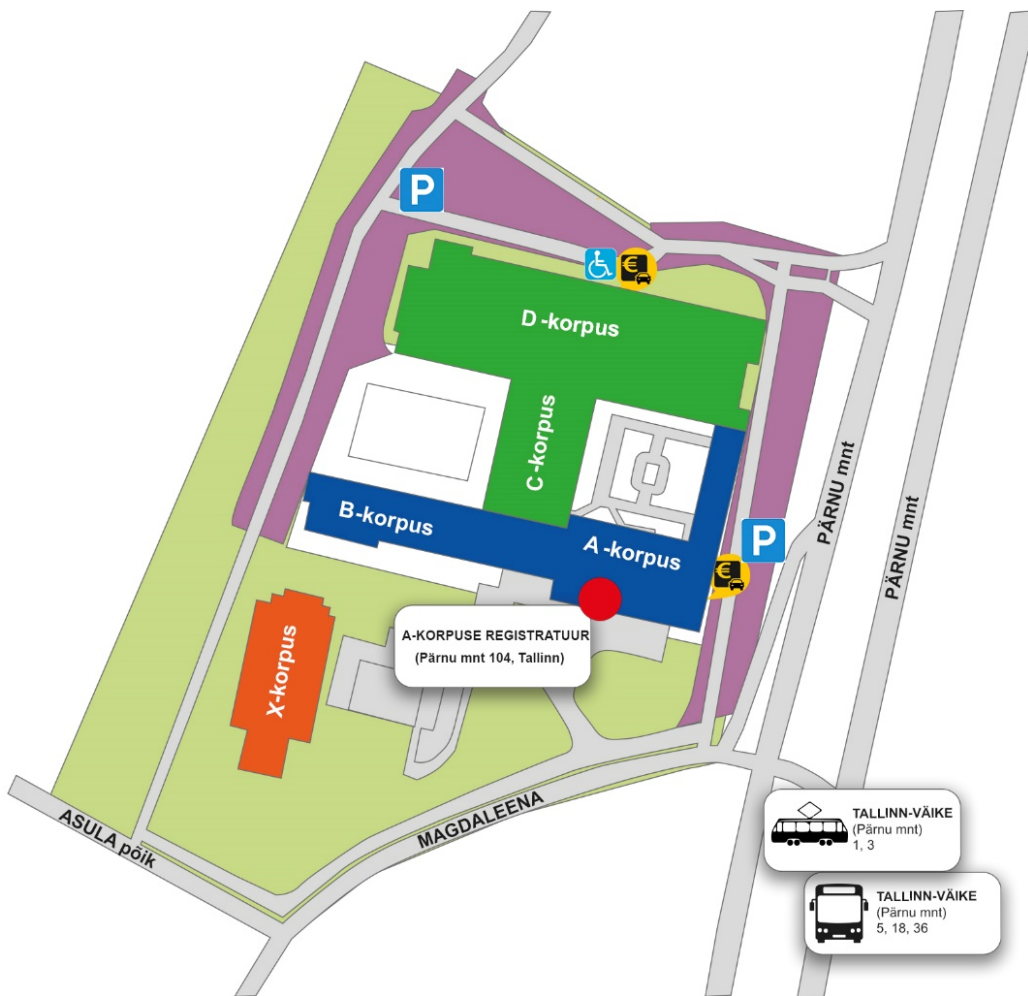 P
€
D-korpus
C-korpus
B-korpus
A-korpus
P
€
PÄRNU mnt
PÄRNU mnt
A-KORPUSE REGISTRATUUR
(Pärnu mnt 104, Tallinn)
X-korpus
ASULA põik
MAGDALEENA
TALLINN-VÄIKE
(Pärnu mnt)
1, 3
TALLINN-VÄIKE
(Pärnu mnt)
5, 18, 36